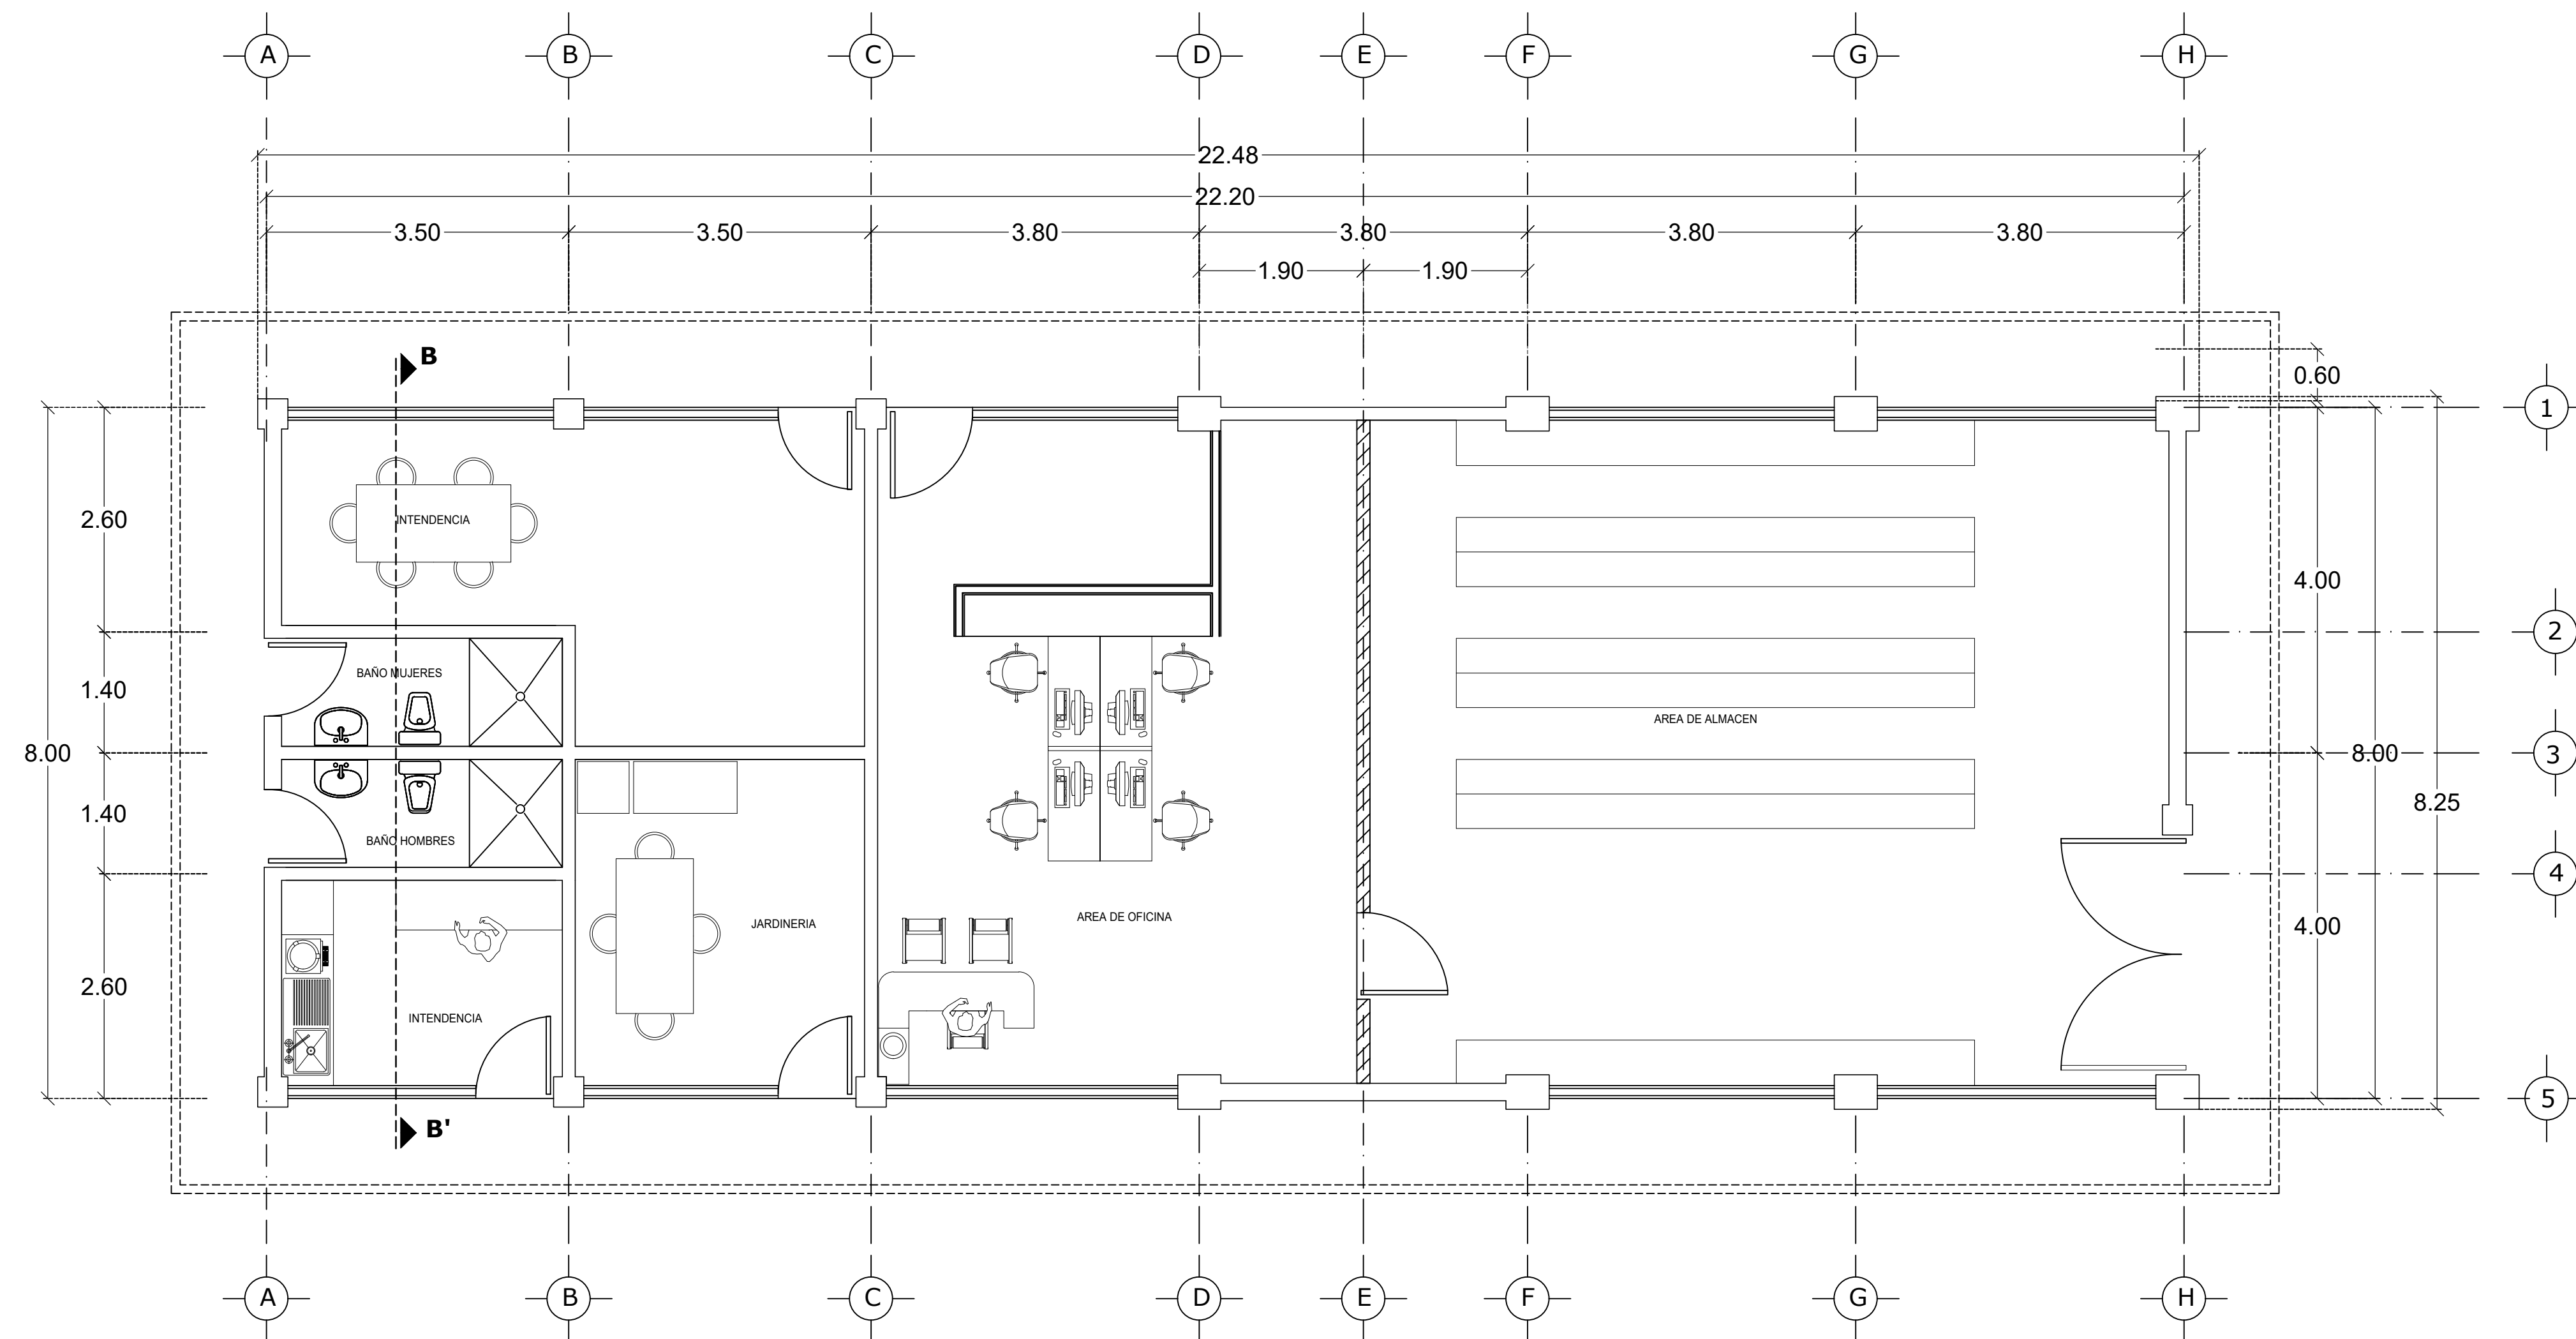 A B C D E F G H
22.48
22.20
3.50 3.50 3.80 3.80 3.80 3.80
1.90 1.90
B
0.60
1
2.60
INTENDENCIA
4.00
2
BAÑO MUJERES
1.40
AREA DE ALMACEN
8.00
8.00
3
8.25
1.40
BAÑO HOMBRES
4
AREA DE OFICINA
JARDINERIA
4.00
2.60
INTENDENCIA
5
B'
A B C D E F G H